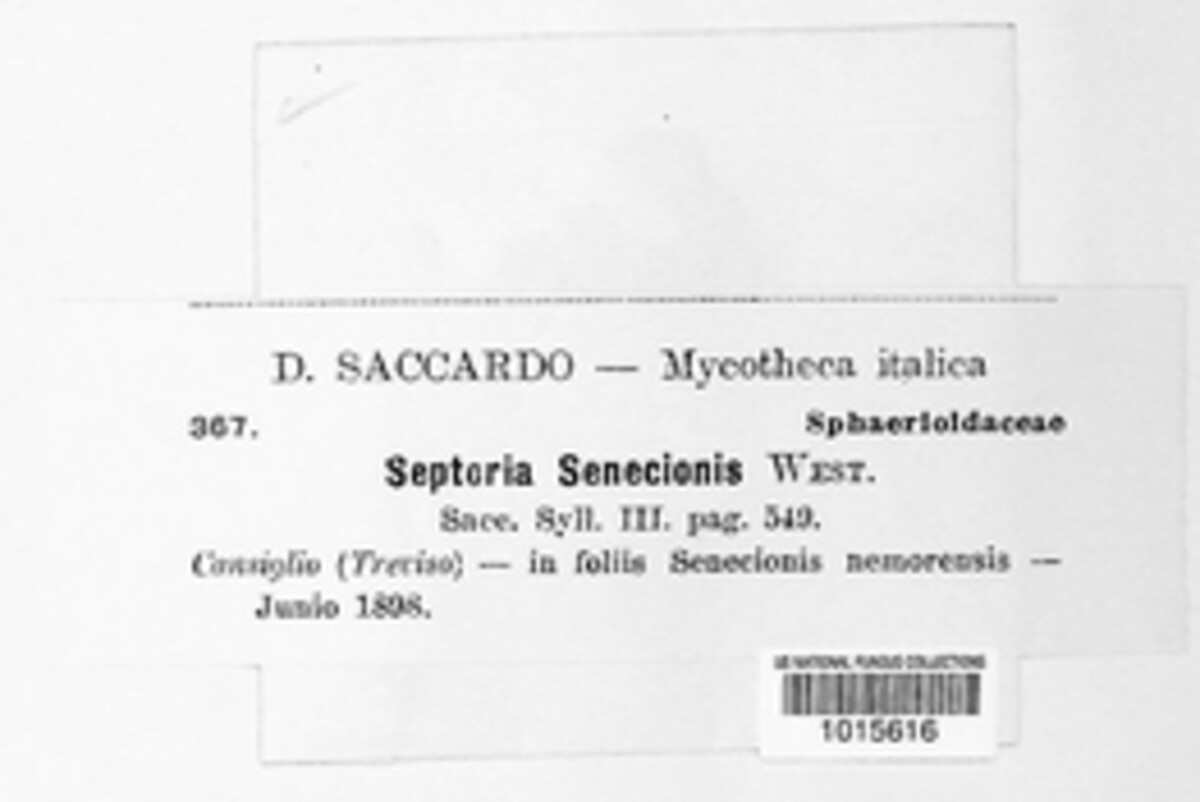 D. SACCARDO — Mycotheca italica
367. Sphaerioidaceae
Septoria Senecionis WEST.
Sacc. Syll. III. pag. 549.
Consiglio (Treviso) — in foliis Senecionis nemorensis —
Junio 1898.
US NATIONAL FUNGUS COLLECTIONS
1015616